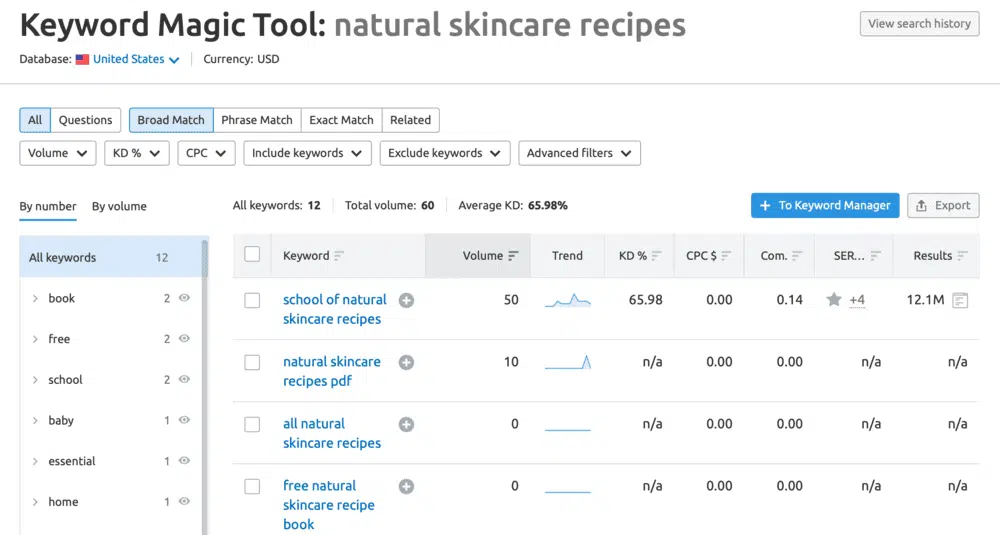 Keyword Magic Tool: natural skincare recipes
View search history
Database: United States Currency: USD
All Questions Broad Match Phrase Match Exact Match Related
Volume KD % CPC Include keywords Exclude keywords Advanced filters
By number By volume
All keywords: 12 Total volume: 60 Average KD: 65.98%
+ To Keyword Manager Export
All keywords 12
book 2
free 2
school 2
baby 1
essential 1
home 1
Keyword Volume Trend KD % CPC $ Com. SER... Results
school of natural 50 65.98 0.00 0.14 +4 12.1M
skincare recipes
natural skincare 10 n/a 0.00 0.00 n/a n/a
recipes pdf
all natural 0 n/a 0.00 0.00 n/a n/a
skincare recipes
free natural 0 n/a 0.00 0.00 n/a n/a
skincare recipe
book